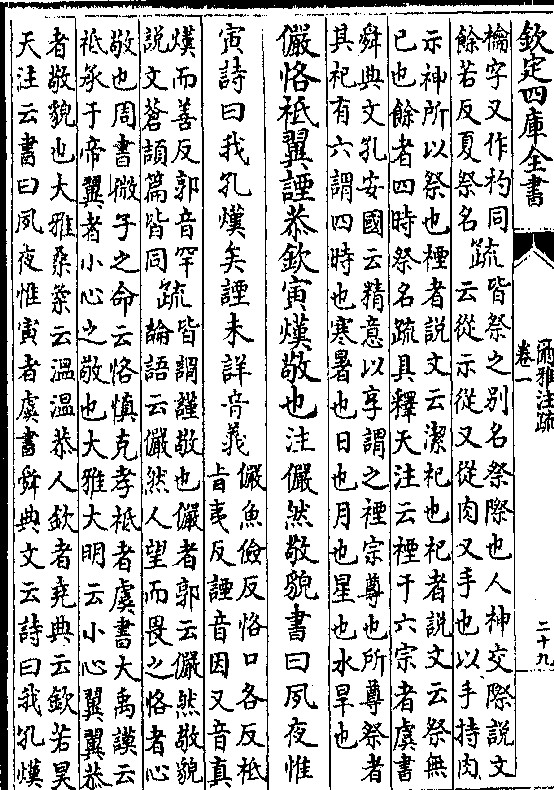 欽定四庫全書
爾雅注疏
卷一
二十九
禴字又作礿同
餘若反夏祭名
疏
皆祭之别名祭際也人神交際説文
云從示從又從肉又手也以手持肉
示神所以祭也禋者説文云潔祀也祀者説文云祭無
已也餘者四時祭名疏具釋天注云禋于六宗者虞書
舜典文孔安國云精意以享謂之禋宗尊也所尊祭者
其祀有六謂四時也寒暑也日也月也星也水旱也
儼恪祗翼諲恭欽寅熯敬也注儼然敬貌書曰夙夜惟
寅詩曰我孔熯矣諲未詳音義
儼魚儉反恪口各反祗
旨夷反諲音因又音真
熯而善反郭音罕
説文蒼頡篇皆同
疏
皆謂謹敬也儼者郭云儼然敬貌
論語云儼然人望而畏之恪者心
敬也周書微子之命云恪慎克孝祗者虞書大禹謨云
祗承于帝翼者小心之敬也大雅大明云小心翼翼恭
者敬貌也大雅桑柔云温温恭人欽者堯典云欽若昊
天注云書曰夙夜惟寅者虞書舜典文云詩曰我孔熯